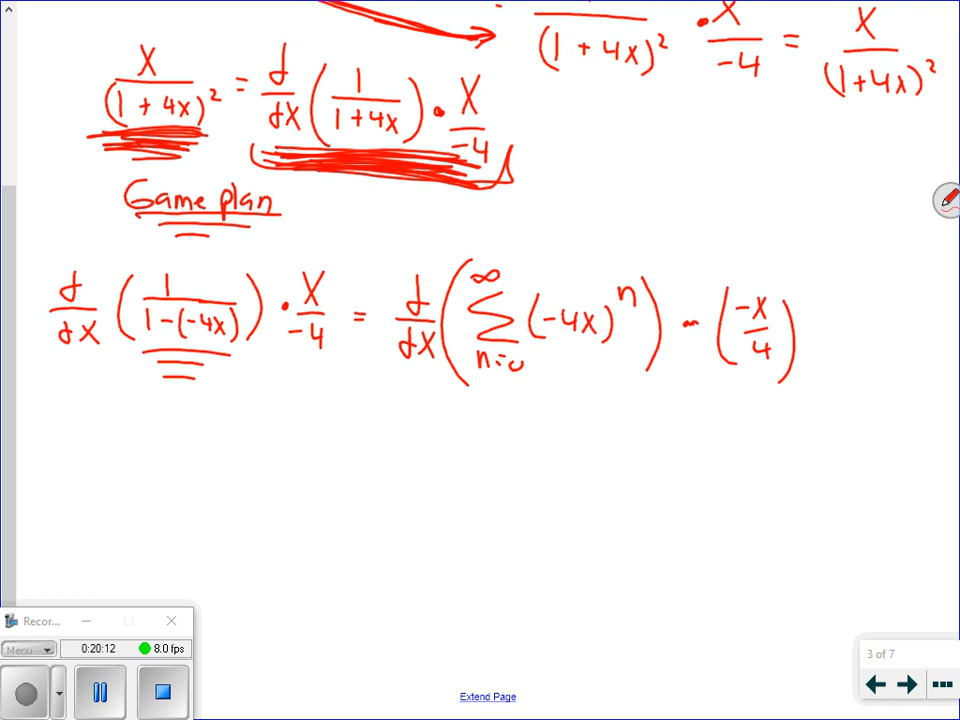 (1 + 4x)² • x/-4 = x/(1+4x)²
x/(1 + 4x)² = d/dx (1/(1+4x)) • x/-4
Game plan
d/dx (1/(1-(-4x))) • x/-4 = d/dx (∞ Σ n=0 (-4x)^n) - (-x/4)
Recor...
Menu
0:20:12
8.0 fps
3 of 7
Extend Page